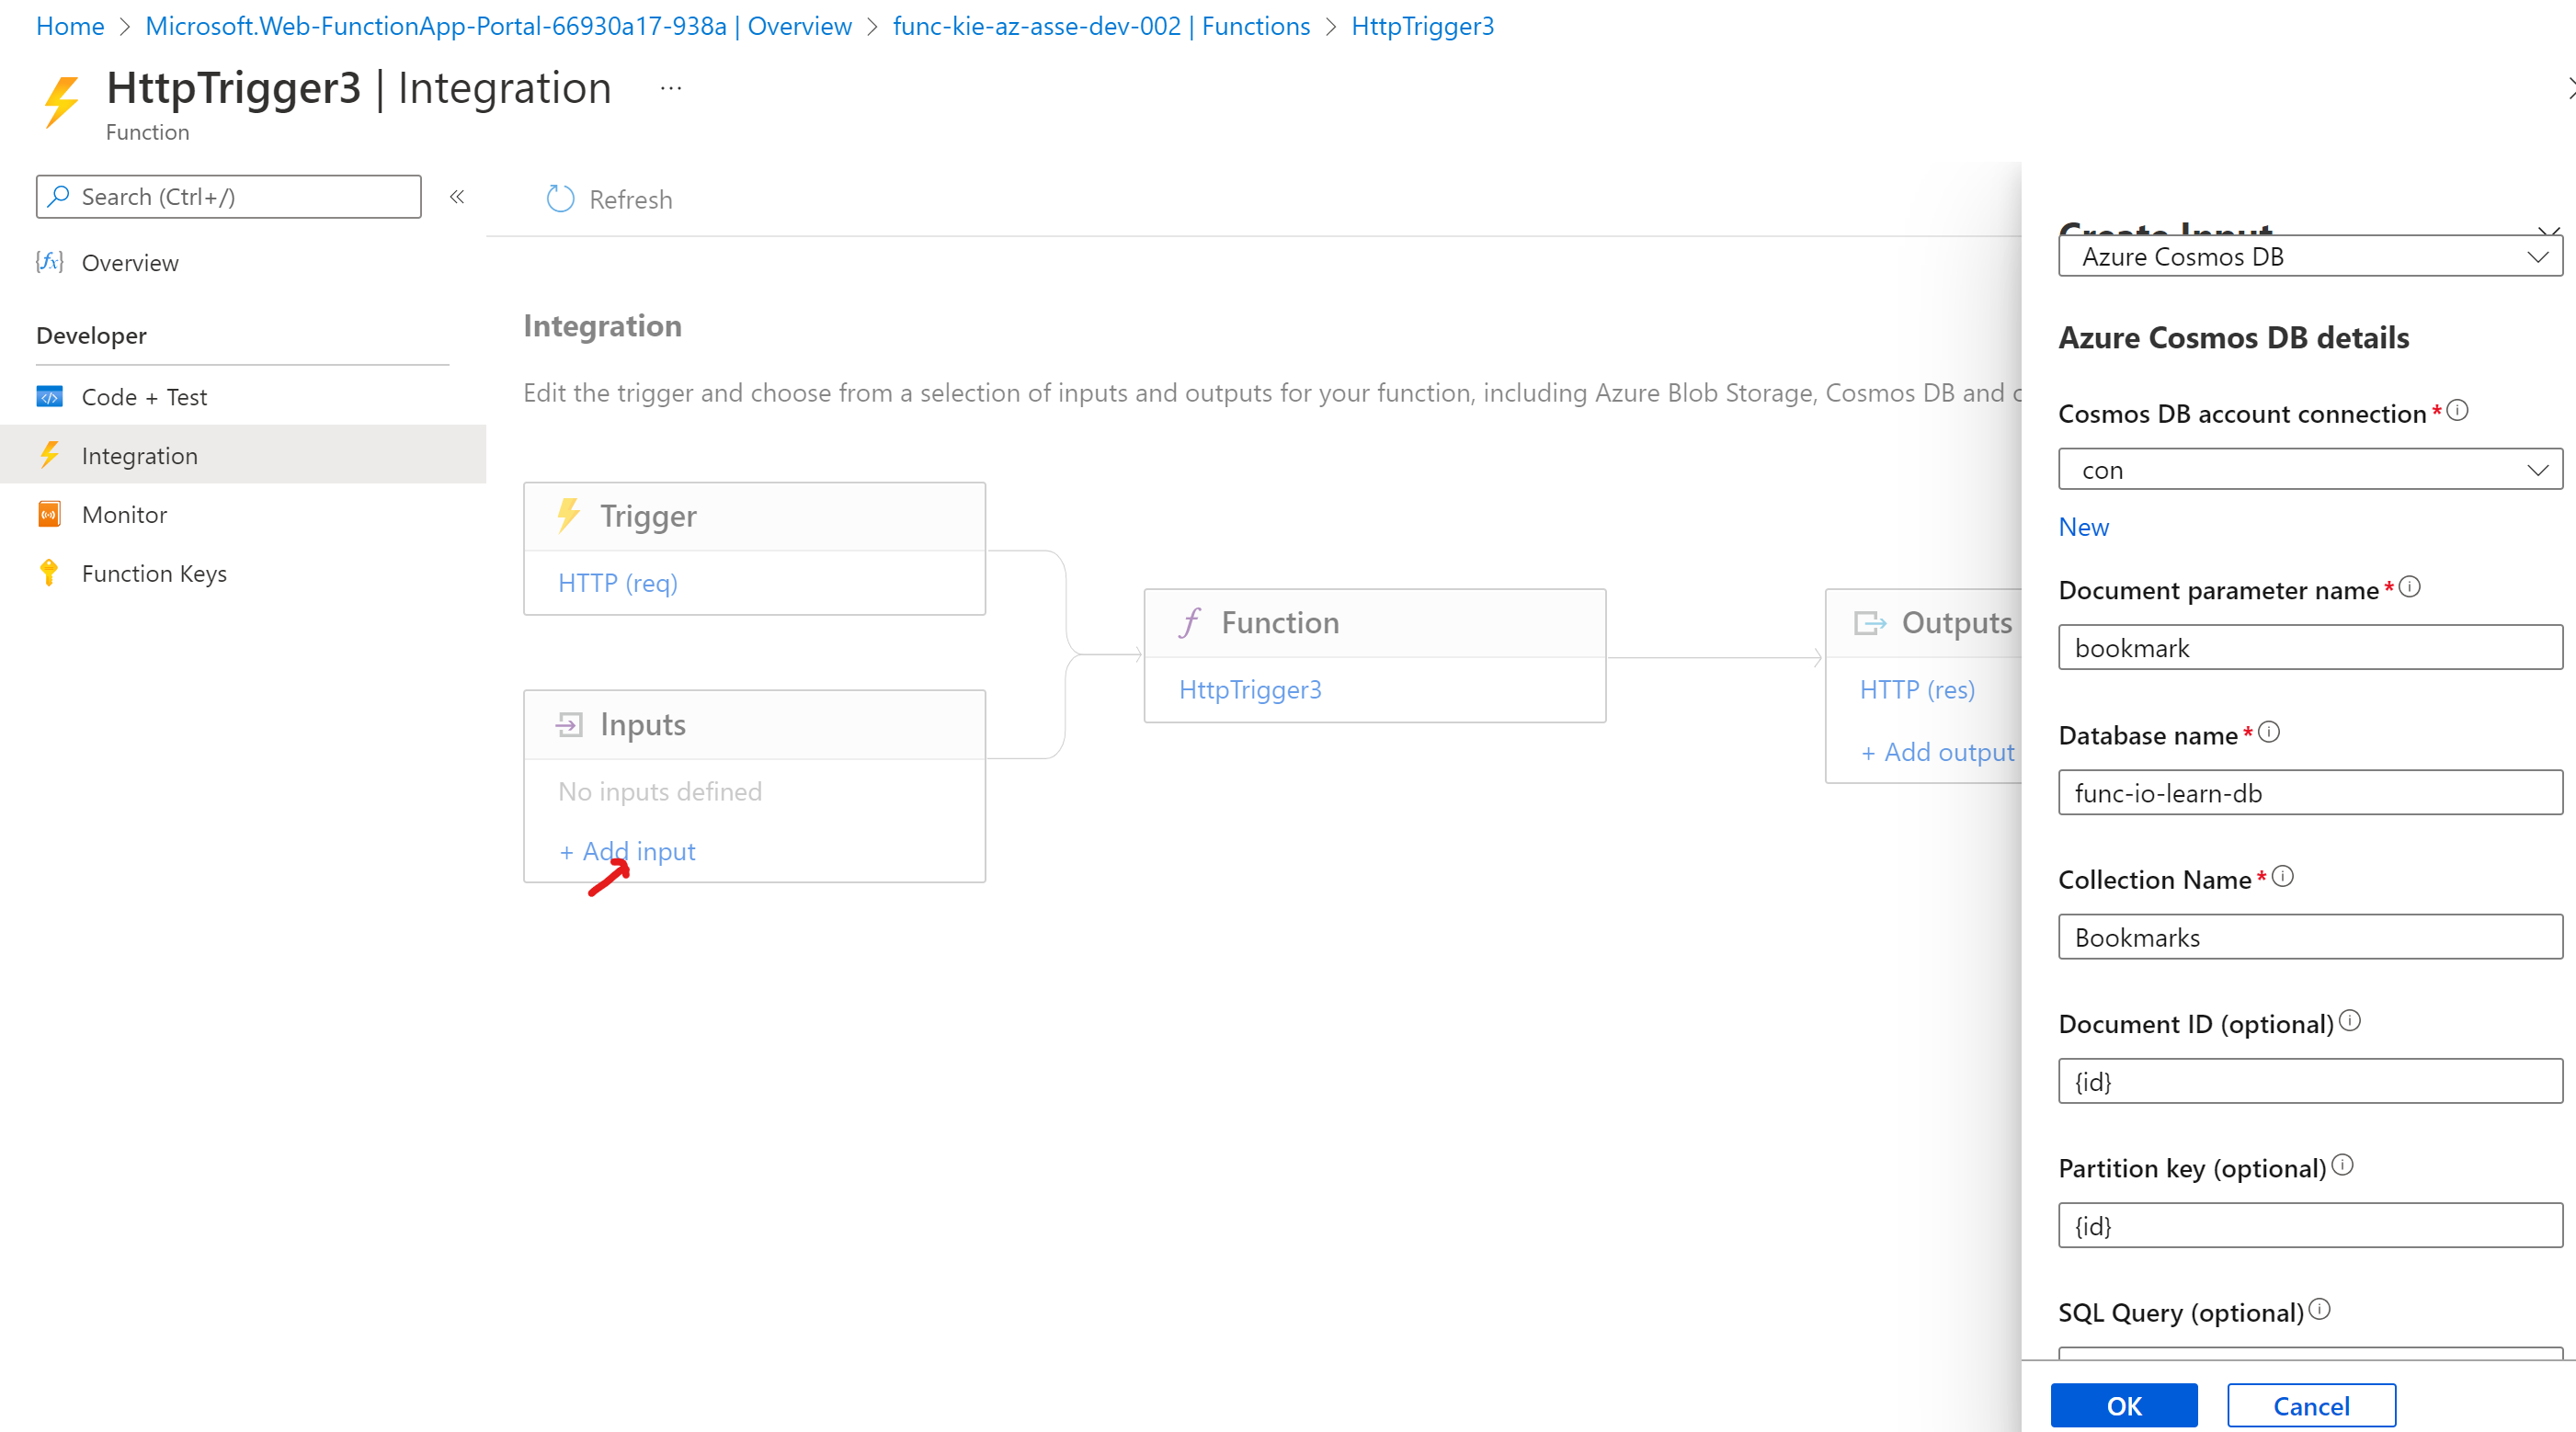 Home > Microsoft.Web-FunctionApp-Portal-66930a17-938a | Overview > func-kie-az-asse-dev-002 | Functions > HttpTrigger3
HttpTrigger3 | Integration ...
Function
Search (Ctrl+/)
Refresh
Overview
Developer
Code + Test
Integration
Monitor
Function Keys
Integration
Edit the trigger and choose from a selection of inputs and outputs for your function, including Azure Blob Storage, Cosmos DB and
Trigger
HTTP (req)
Inputs
No inputs defined
+ Add input
Function
HttpTrigger3
Outputs
HTTP (res)
+ Add output
Create Input
Azure Cosmos DB
Azure Cosmos DB details
Cosmos DB account connection *
con
New
Document parameter name *
bookmark
Database name *
func-io-learn-db
Collection Name *
Bookmarks
Document ID (optional)
{id}
Partition key (optional)
{id}
SQL Query (optional)
OK
Cancel